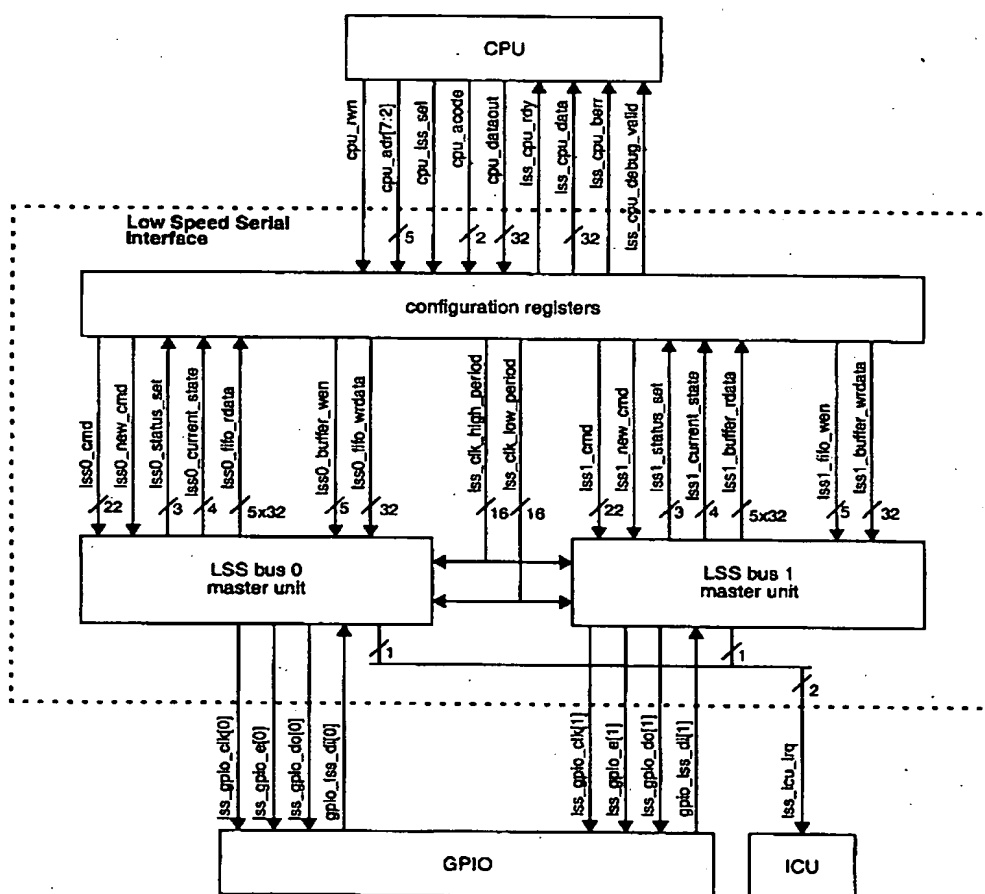 CPU
cpu_rwn
cpu_adr[7:2]
cpu_lss_sel
cpu_acode
cpu_dataout
lss_cpu_rdy
lss_cpu_data
lss_cpu_berr
lss_cpu_debug_valid
Low Speed Serial
Interface
5
2
32
32
configuration registers
lss0_cmd
lss0_new_cmd
lss0_status_set
lss0_current_state
lss0_fifo_rdata
lss0_buffer_wen
lss0_fifo_wrdata
lss_clk_high_period
lss_clk_low_period
lss1_cmd
lss1_new_cmd
lss1_status_set
lss1_current_state
lss1_buffer_rdata
lss1_fifo_wen
lss1_buffer_wrdata
22
3
4
5x32
5
32
16
16
22
3
4
5x32
5
32
LSS bus 0
master unit
LSS bus 1
master unit
1
1
2
lss_gpio_clk[0]
lss_gpio_e[0]
lss_gpio_do[0]
gpio_lss_di[0]
lss_gpio_clk[1]
lss_gpio_e[1]
lss_gpio_do[1]
gpio_lss_di[1]
lss_icu_irq
GPIO
ICU